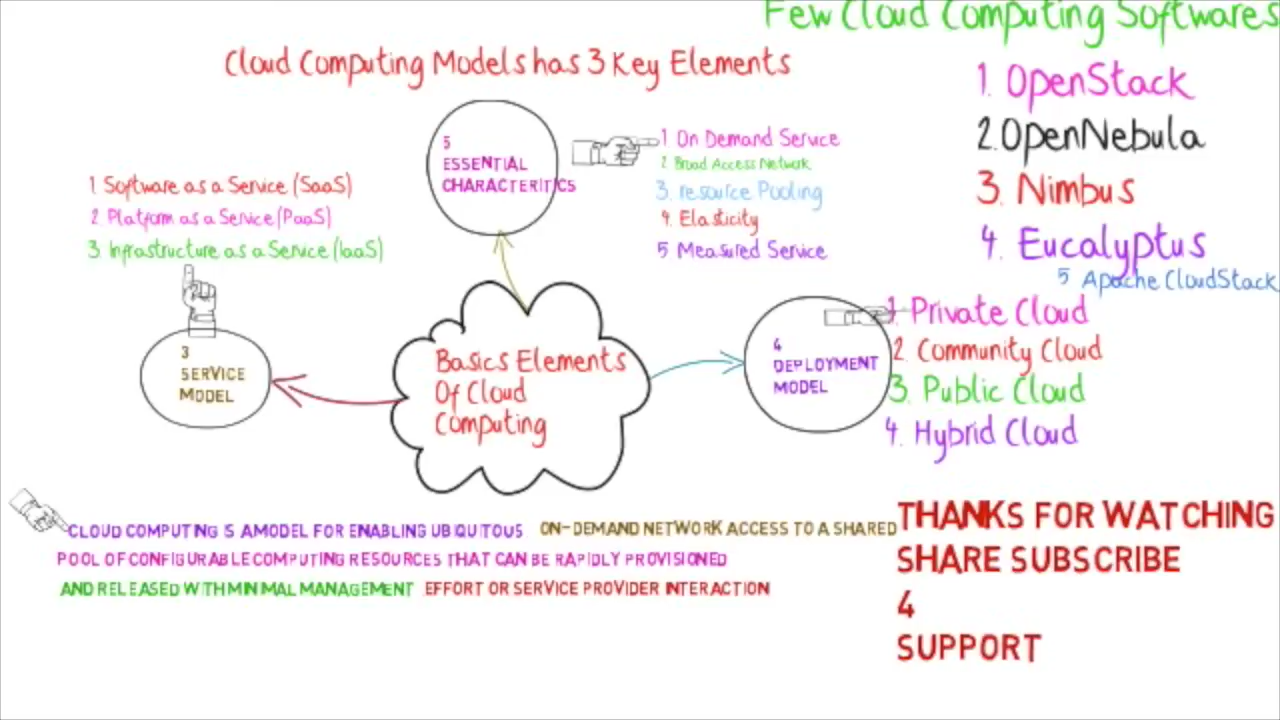 Few Cloud Computing Softwares
Cloud Computing Models has 3 Key Elements
1. OpenStack
2. OpenNebula
3. Nimbus
4. Eucalyptus
5 Apache CloudStack
5
ESSENTIAL
CHARACTERITICS
1 On Demand Service
2 Broad Access Network
3. resource Pooling
4. Elasticity
5 Measured Service
1 Software as a Service (SaaS)
2. Platform as a Service (PaaS)
3. Infrastructure as a Service (IaaS)
3
SERVICE
MODEL
Basics Elements
Of Cloud
Computing
4
DEPLOYMENT
MODEL
1. Private Cloud
2. Community Cloud
3. Public Cloud
4. Hybrid Cloud
CLOUD COMPUTING IS A MODEL FOR ENABLING UBIQUITOUS ON-DEMAND NETWORK ACCESS TO A SHARED
POOL OF CONFIGURABLE COMPUTING RESOURCES THAT CAN BE RAPIDLY PROVISIONED
AND RELEASED WITH MINIMAL MANAGEMENT EFFORT OR SERVICE PROVIDER INTERACTION
THANKS FOR WATCHING
SHARE SUBSCRIBE
4
SUPPORT